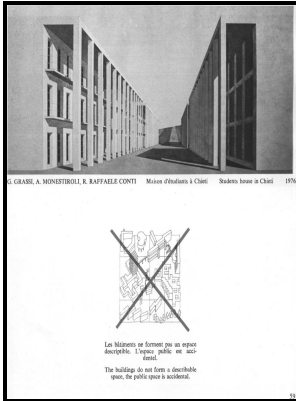 G. GRASSI, A. MONESTIROLI, R. RAFFAELE CONTI Maison d'étudiants à Chieti Students house in Chieti 1976
Les bâtiments ne forment pas un espace
descriptible. L'espace public est acci-
dentel.
The buildings do not form a describable
space, the public space is accidental.